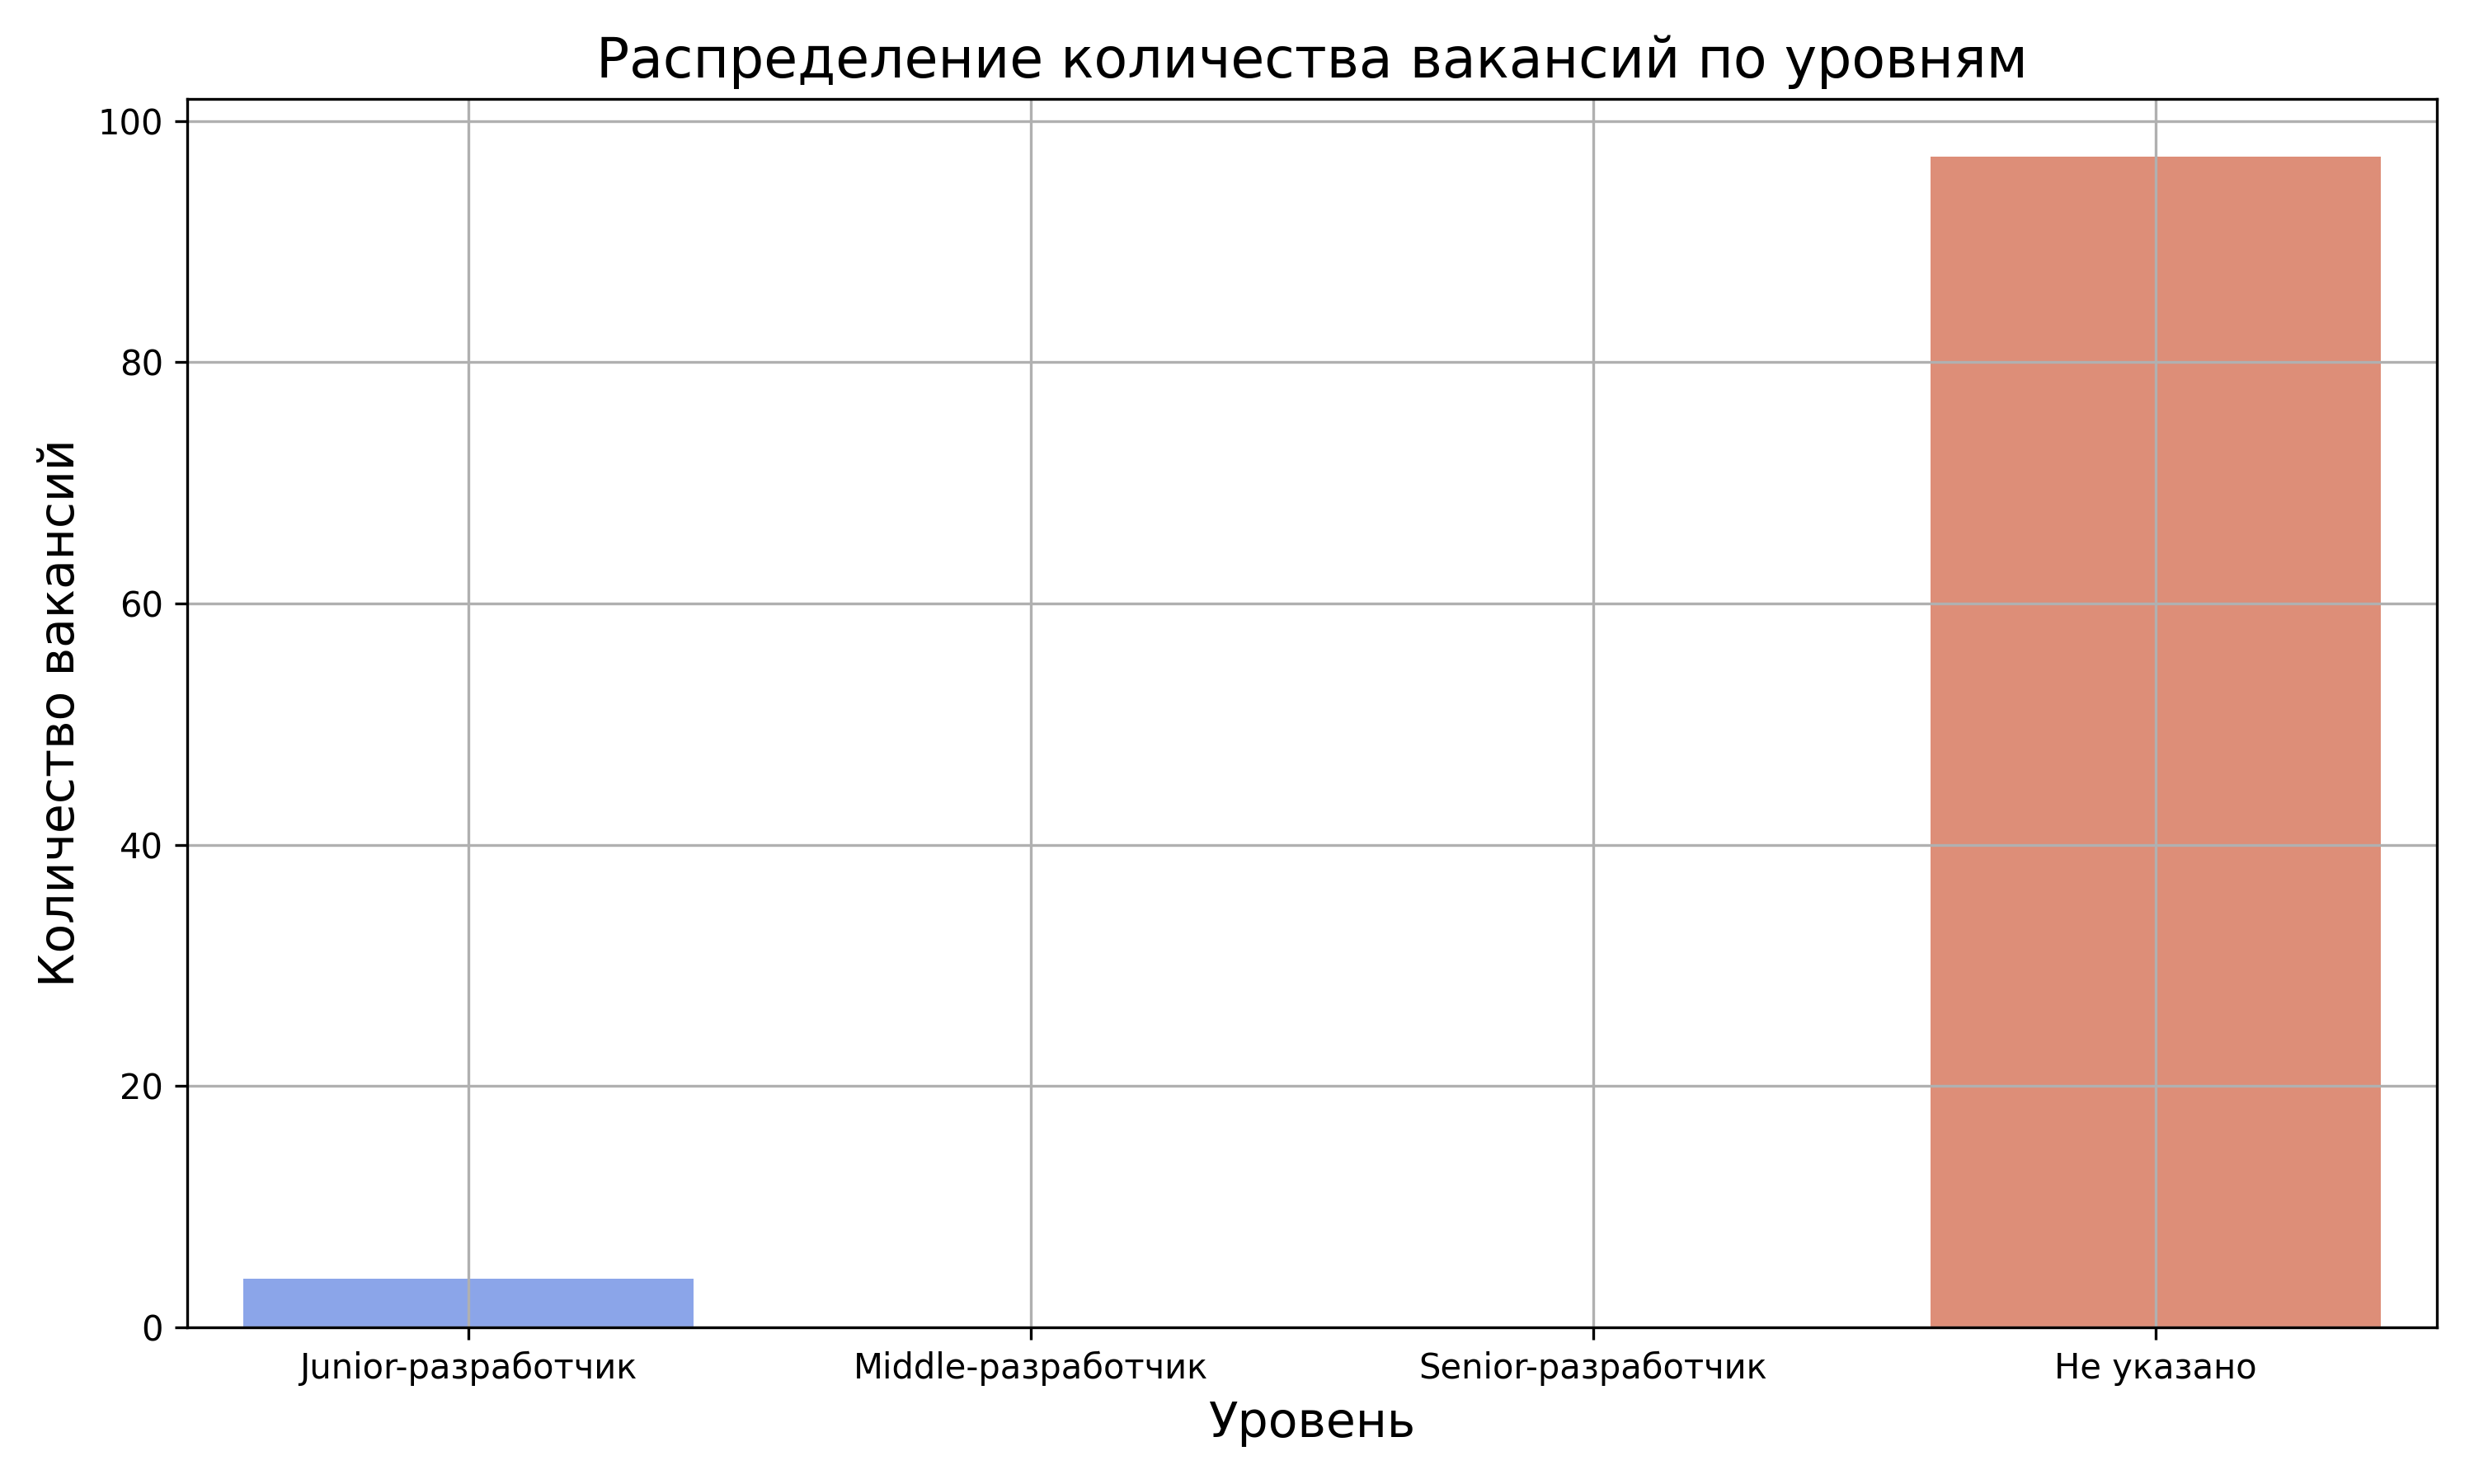 Распределение количества вакансий по уровням
Количество вакансий
100
80
60
40
20
0
Junior-разработчик
Middle-разработчик
Senior-разработчик
Не указано
Уровень